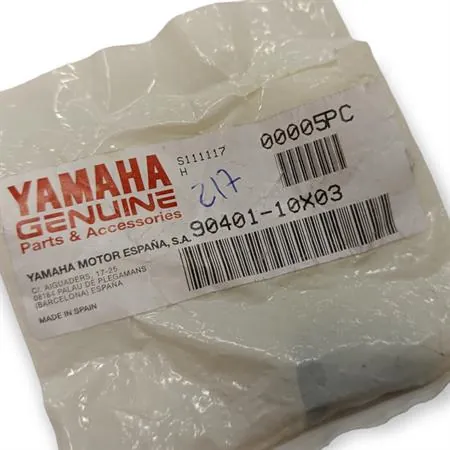 YAMAHA
GENUINE
Parts & Accessories
YAMAHA MOTOR ESPAÑA, S.A.
C/. AIGUADERS, 17-25
08184 PALAU DE PLEGAMANS
(BARCELONA) ESPAÑA
MADE IN SPAIN
S111117
H
00005PC
217
90401-10X03